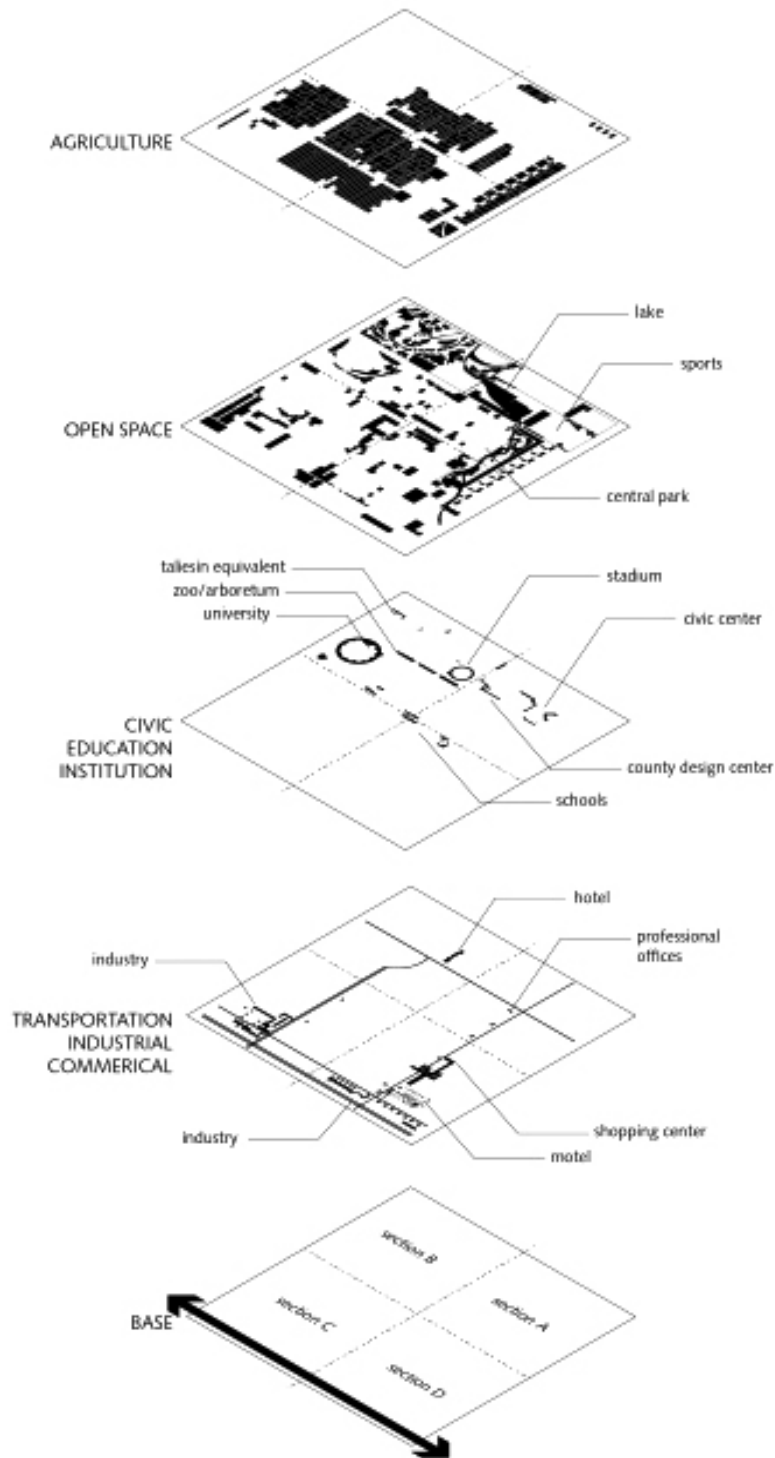 AGRICULTURE
lake
sports
OPEN SPACE
central park
taliesin equivalent
zoo/arboretum
university
stadium
civic center
CIVIC
EDUCATION
INSTITUTION
county design center
schools
hotel
professional
offices
industry
TRANSPORTATION
INDUSTRIAL
COMMERICAL
industry
shopping center
motel
section B
section A
section C
section D
BASE